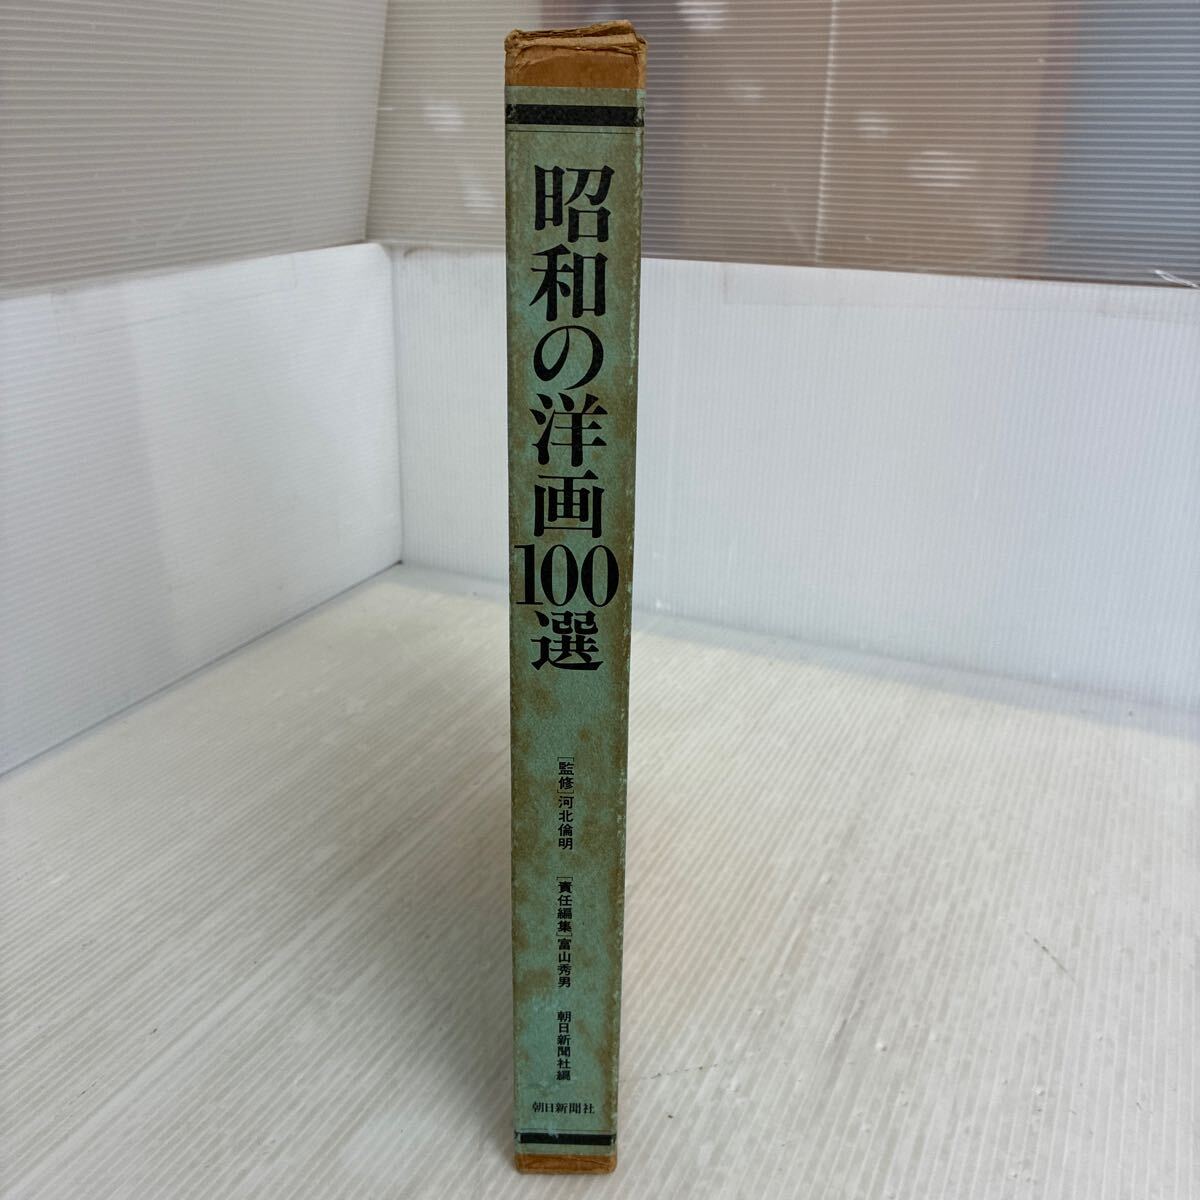 昭和の洋画100選
[監修]河北倫明
[責任編集]富山秀男
朝日新聞社編
朝日新聞社